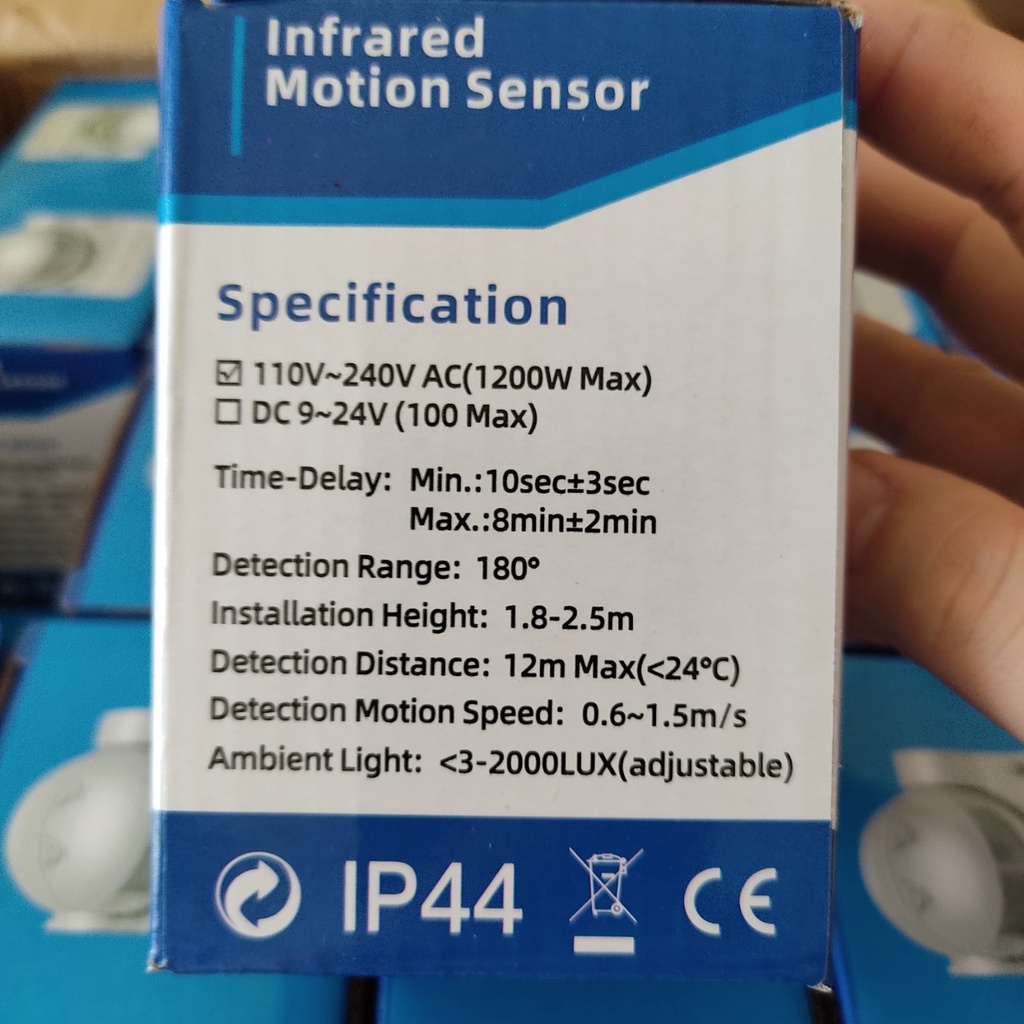 Infrared
Motion Sensor
Specification
☑ 110V~240V AC(1200W Max)
☐ DC 9~24V (100 Max)
Time-Delay: Min.:10sec±3sec
Max.:8min±2min
Detection Range: 180°
Installation Height: 1.8-2.5m
Detection Distance: 12m Max(<24°C)
Detection Motion Speed: 0.6~1.5m/s
Ambient Light: <3-2000LUX(adjustable)
IP44 CE